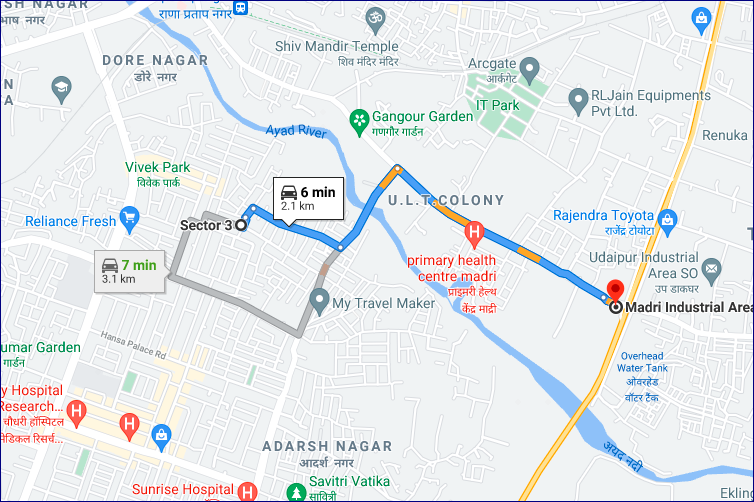 SH NAGAR
भाष नगर
राणा प्रताप नगर
DORE NAGAR
डोरे नगर
Shiv Mandir Temple
शिव मंदिर मंदिर
Arcgate
आर्कगेट
IT Park
RLJain Equipments
Pvt Ltd.
Renuka
N
A
Gangour Garden
गणगौर गार्डन
Ayad River
Vivek Park
विवेक पार्क
6 min
2.1 km
U.L.T.COLONY
Reliance Fresh
Sector 3
Rajendra Toyota
राजेंद्र टोयोटा
primary health
centre madri
प्राइमरी हेल्थ
केंद्र माद्री
Udaipur Industrial
Area SO
उप डाकघर
T
7 min
3.1 km
My Travel Maker
Madri Industrial Area
Hansa Palace Rd
umar Garden
गार्डन
Overhead
Water Tank
ओवरहेड
वॉटर टैंक
y Hospital
Research...
चौधरी हॉस्पिटल
मेडिकल रिसर्च...
ADARSH NAGAR
आदर्श नगर
अयद नदी
Savitri Vatika
सावित्री
Sunrise Hospital
Eklin